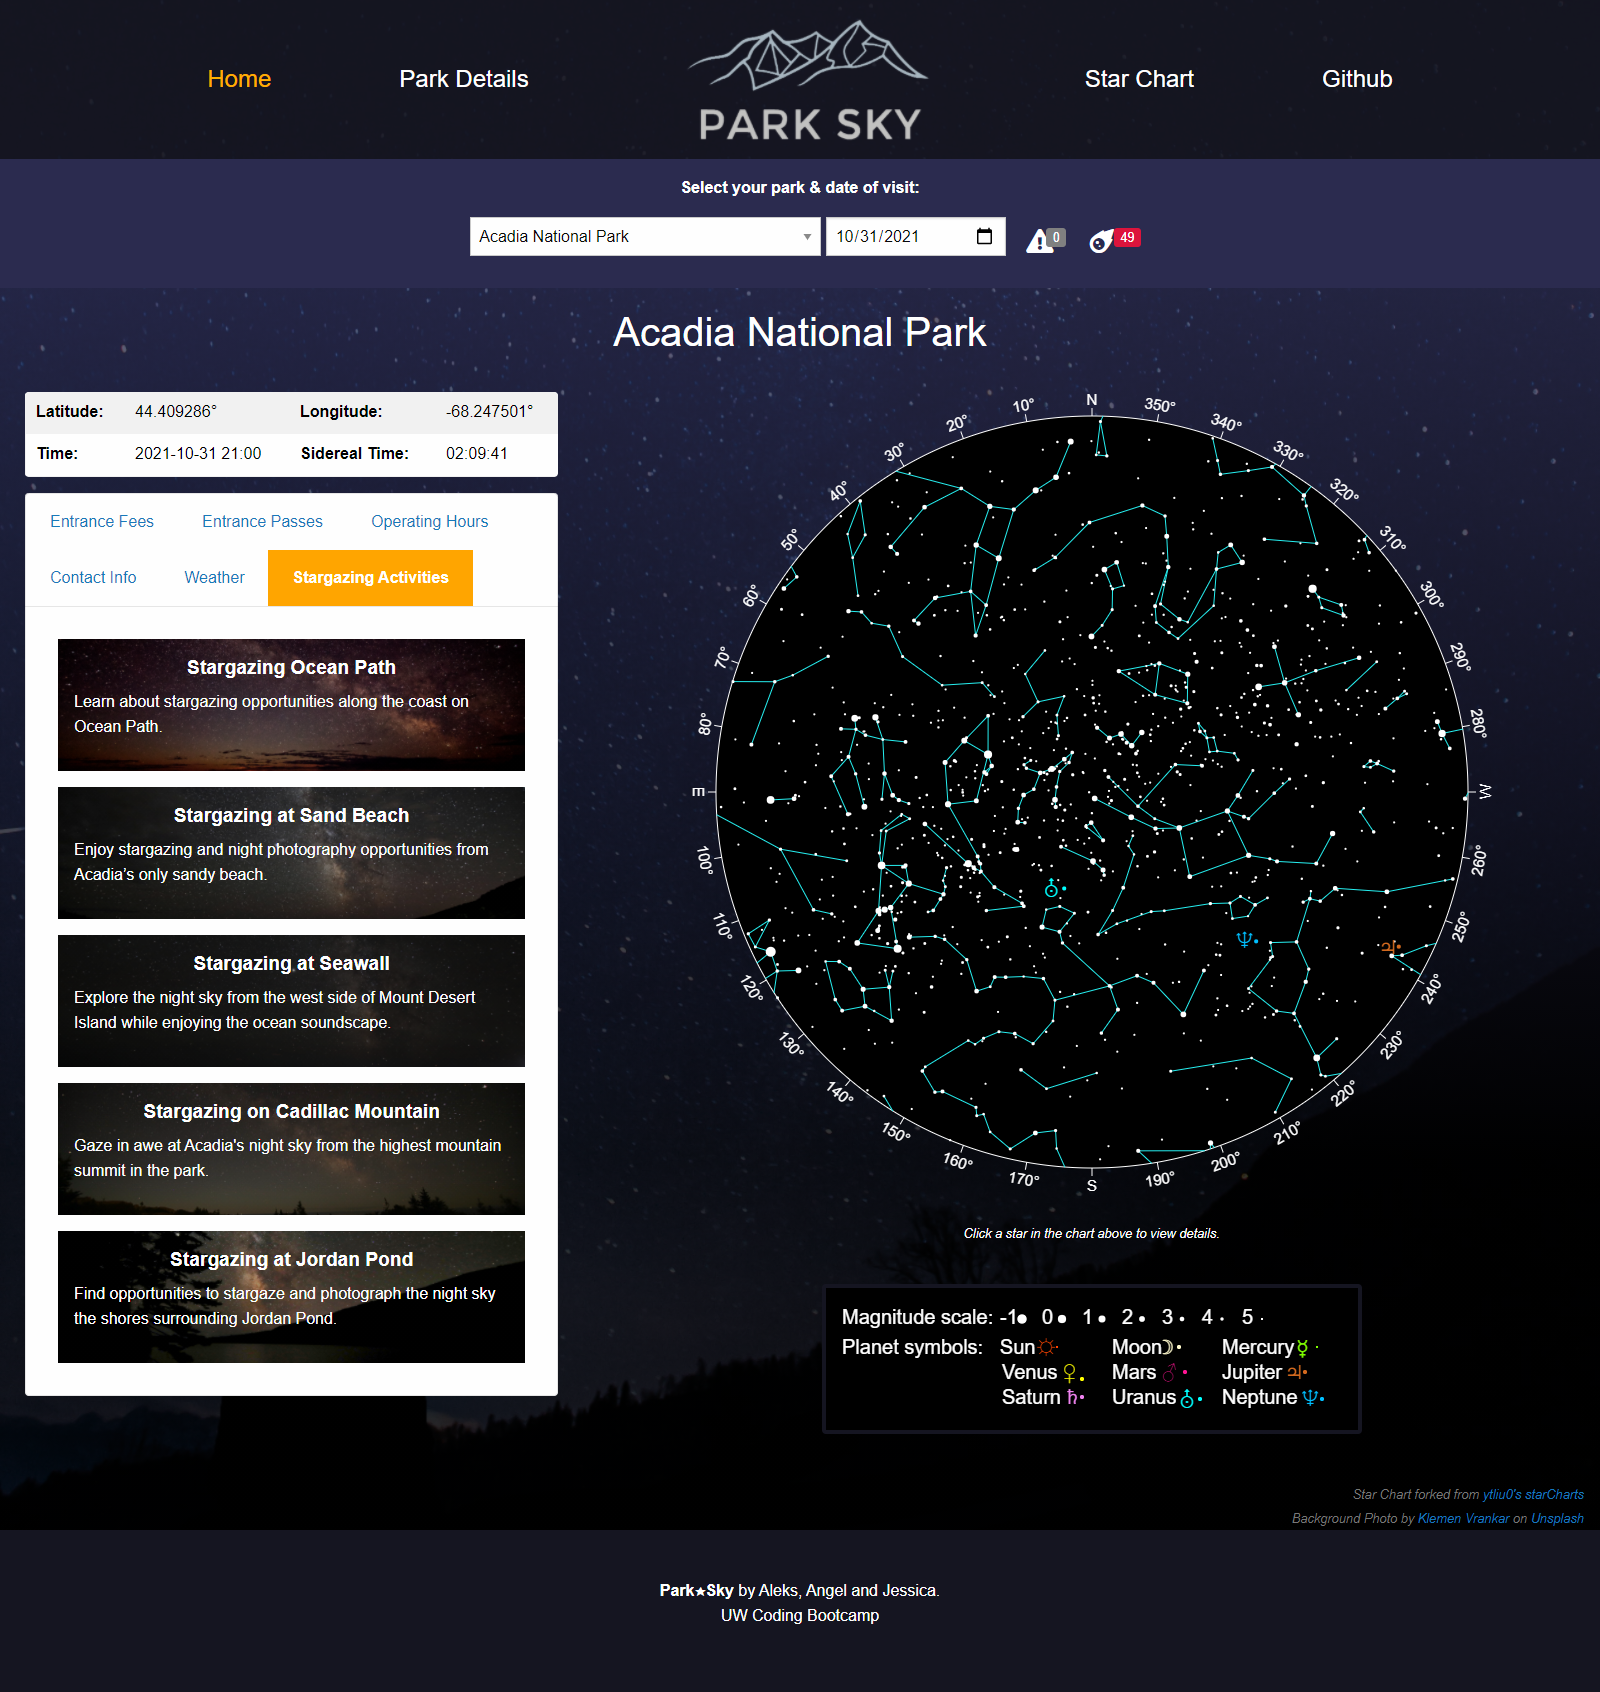 Home
Park Details
PARK SKY
Star Chart
Github
Select your park & date of visit:
Acadia National Park
10/31/2021
0
49
Acadia National Park
Latitude: 44.409286° Longitude: -68.247501°
Time: 2021-10-31 21:00 Sidereal Time: 02:09:41
Entrance Fees Entrance Passes Operating Hours
Contact Info Weather Stargazing Activities
Stargazing Ocean Path
Learn about stargazing opportunities along the coast on
Ocean Path.
Stargazing at Sand Beach
Enjoy stargazing and night photography opportunities from
Acadia's only sandy beach.
Stargazing at Seawall
Explore the night sky from the west side of Mount Desert
Island while enjoying the ocean soundscape.
Stargazing on Cadillac Mountain
Gaze in awe at Acadia's night sky from the highest mountain
summit in the park.
Stargazing at Jordan Pond
Find opportunities to stargaze and photograph the night sky
the shores surrounding Jordan Pond.
N
10°
20°
30°
40°
50°
60°
70°
80°
E
100°
110°
120°
130°
140°
150°
160°
170°
S
190°
200°
210°
220°
230°
240°
250°
260°
W
280°
290°
300°
310°
320°
330°
340°
350°
Click a star in the chart above to view details.
Magnitude scale: -1 0 1 2 3 4 5
Planet symbols: Sun Moon Mercury
Venus Mars Jupiter
Saturn Uranus Neptune
Star Chart forked from ytliu0's starCharts
Background Photo by Klemen Vrankar on Unsplash
Park★Sky by Aleks, Angel and Jessica.
UW Coding Bootcamp